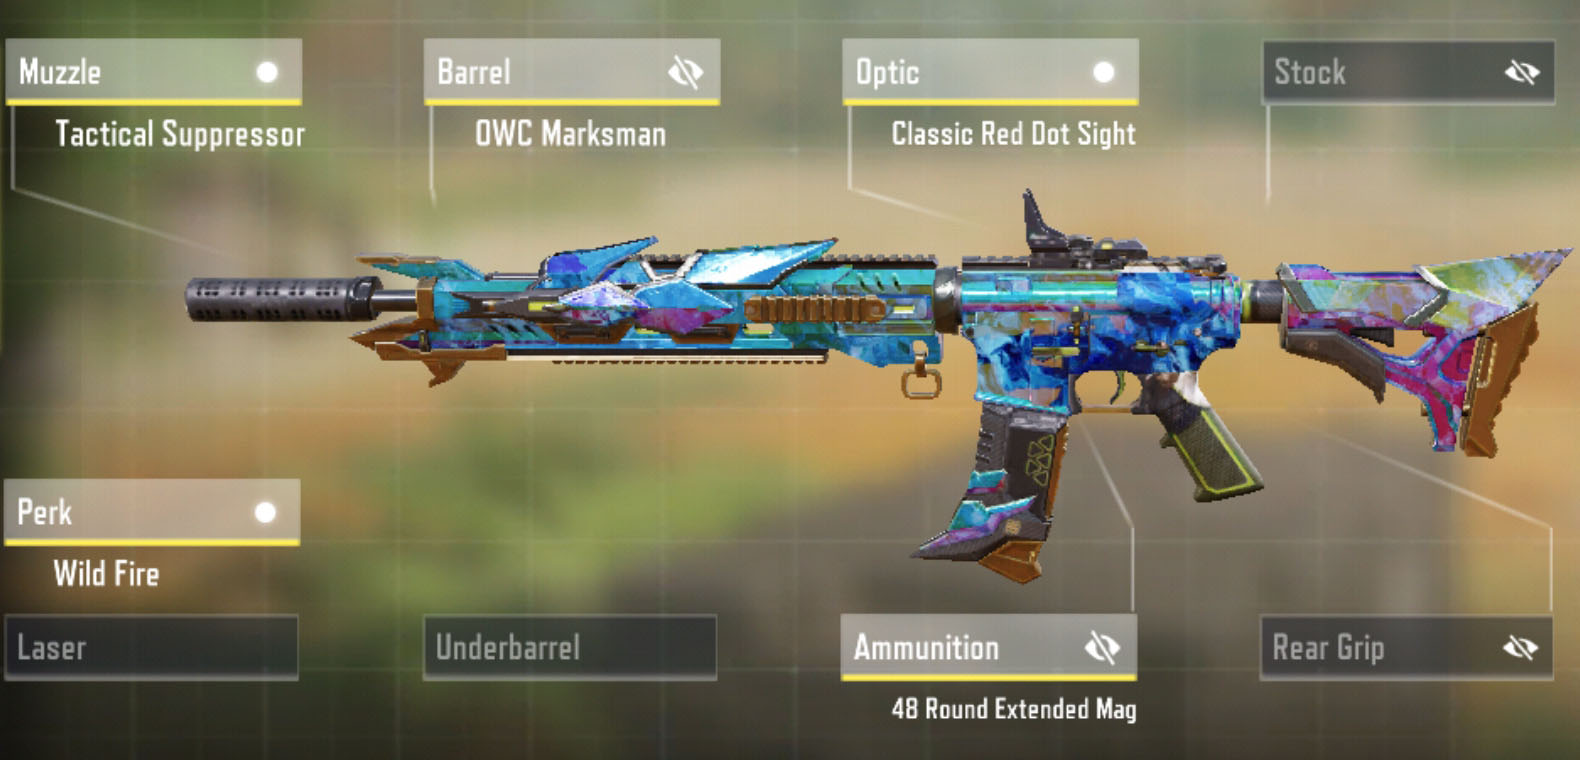 Muzzle
Barrel
Optic
Stock
Tactical Suppressor
OWC Marksman
Classic Red Dot Sight
Perk
Wild Fire
Laser
Underbarrel
Ammunition
Rear Grip
48 Round Extended Mag